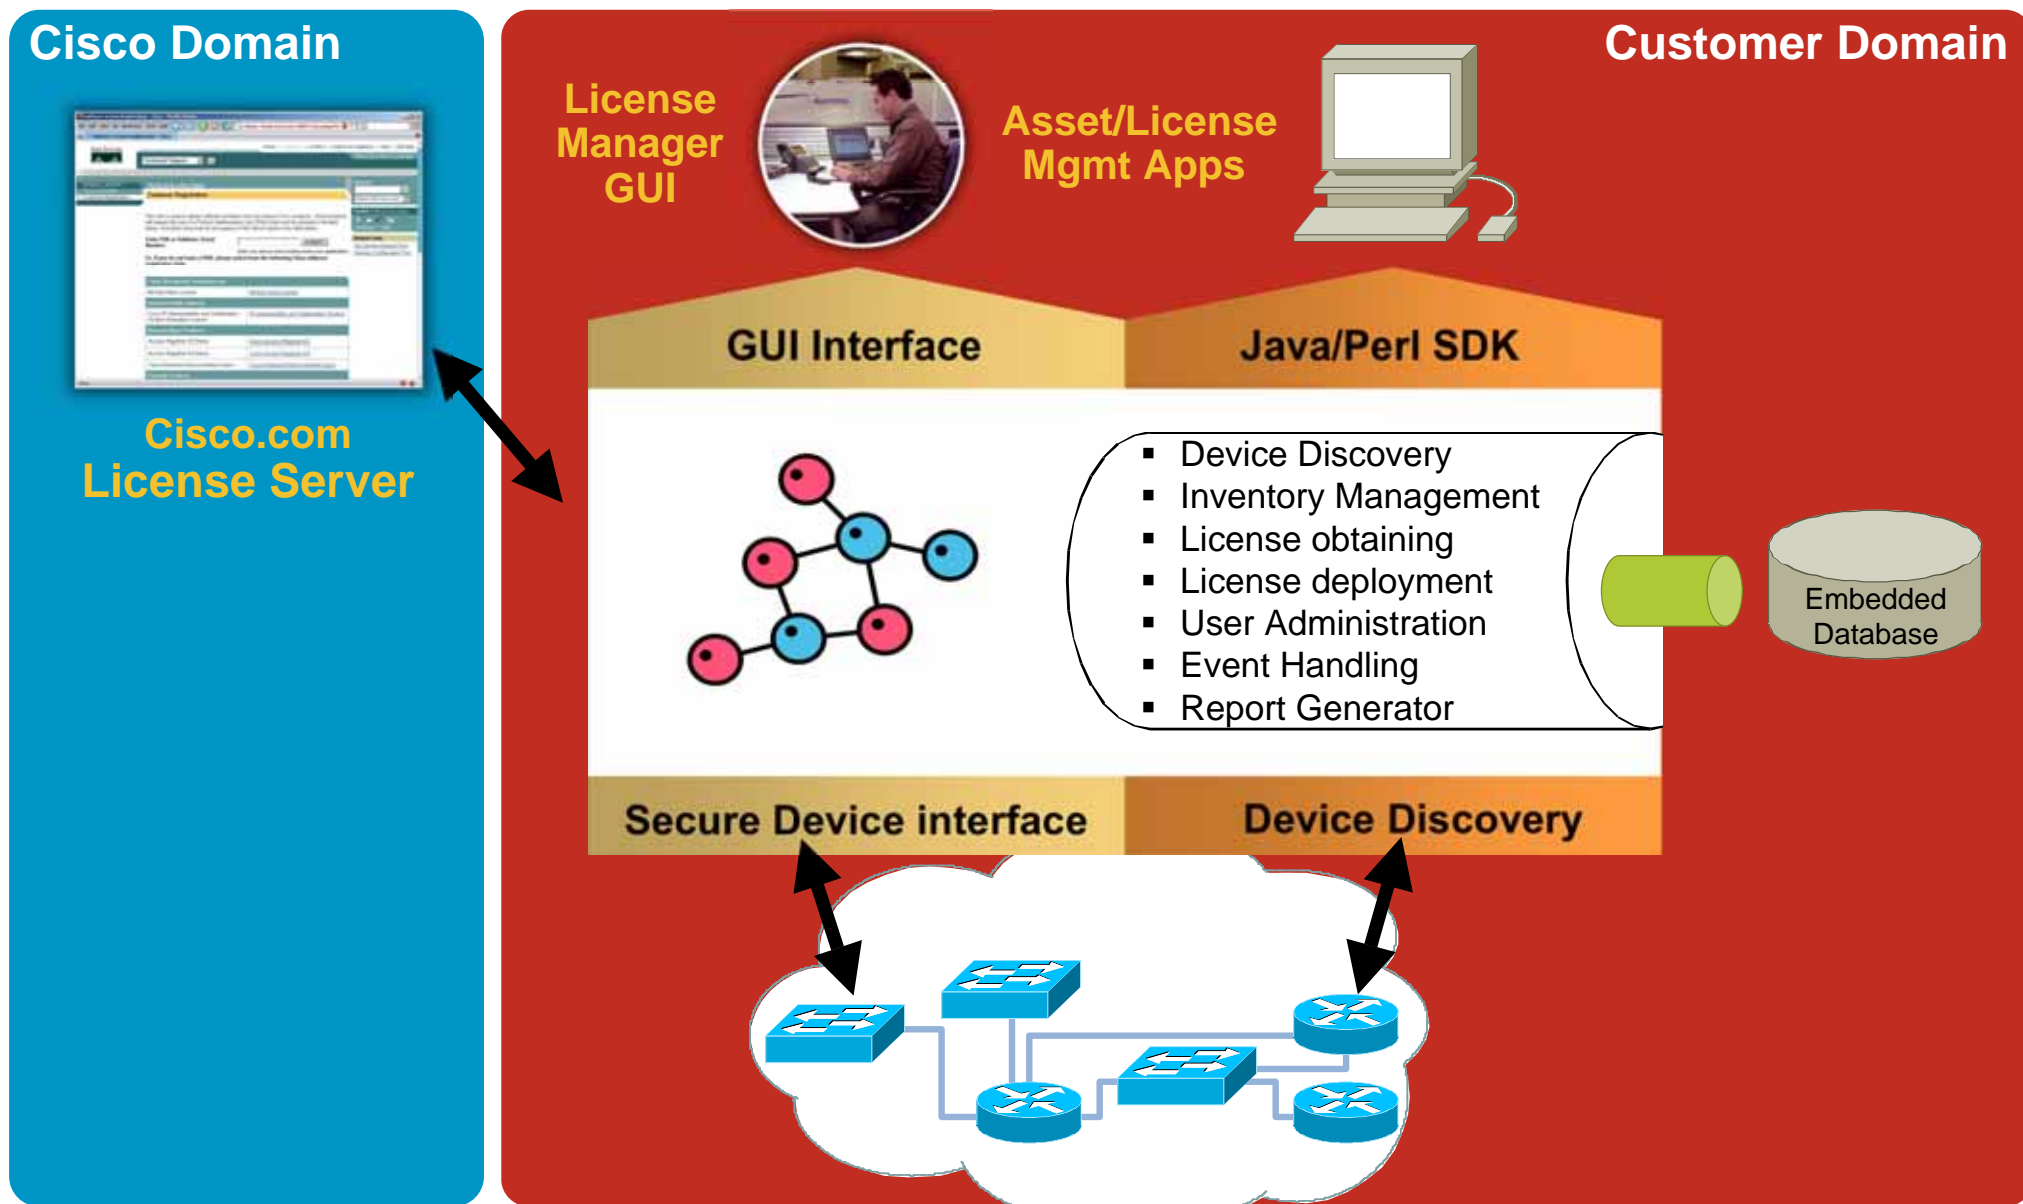 Cisco Domain
Cisco.com
License Server
Customer Domain
License
Manager
GUI
Asset/License
Mgmt Apps
GUI Interface
Java/Perl SDK
▪ Device Discovery
▪ Inventory Management
▪ License obtaining
▪ License deployment
▪ User Administration
▪ Event Handling
▪ Report Generator
Embedded
Database
Secure Device interface
Device Discovery